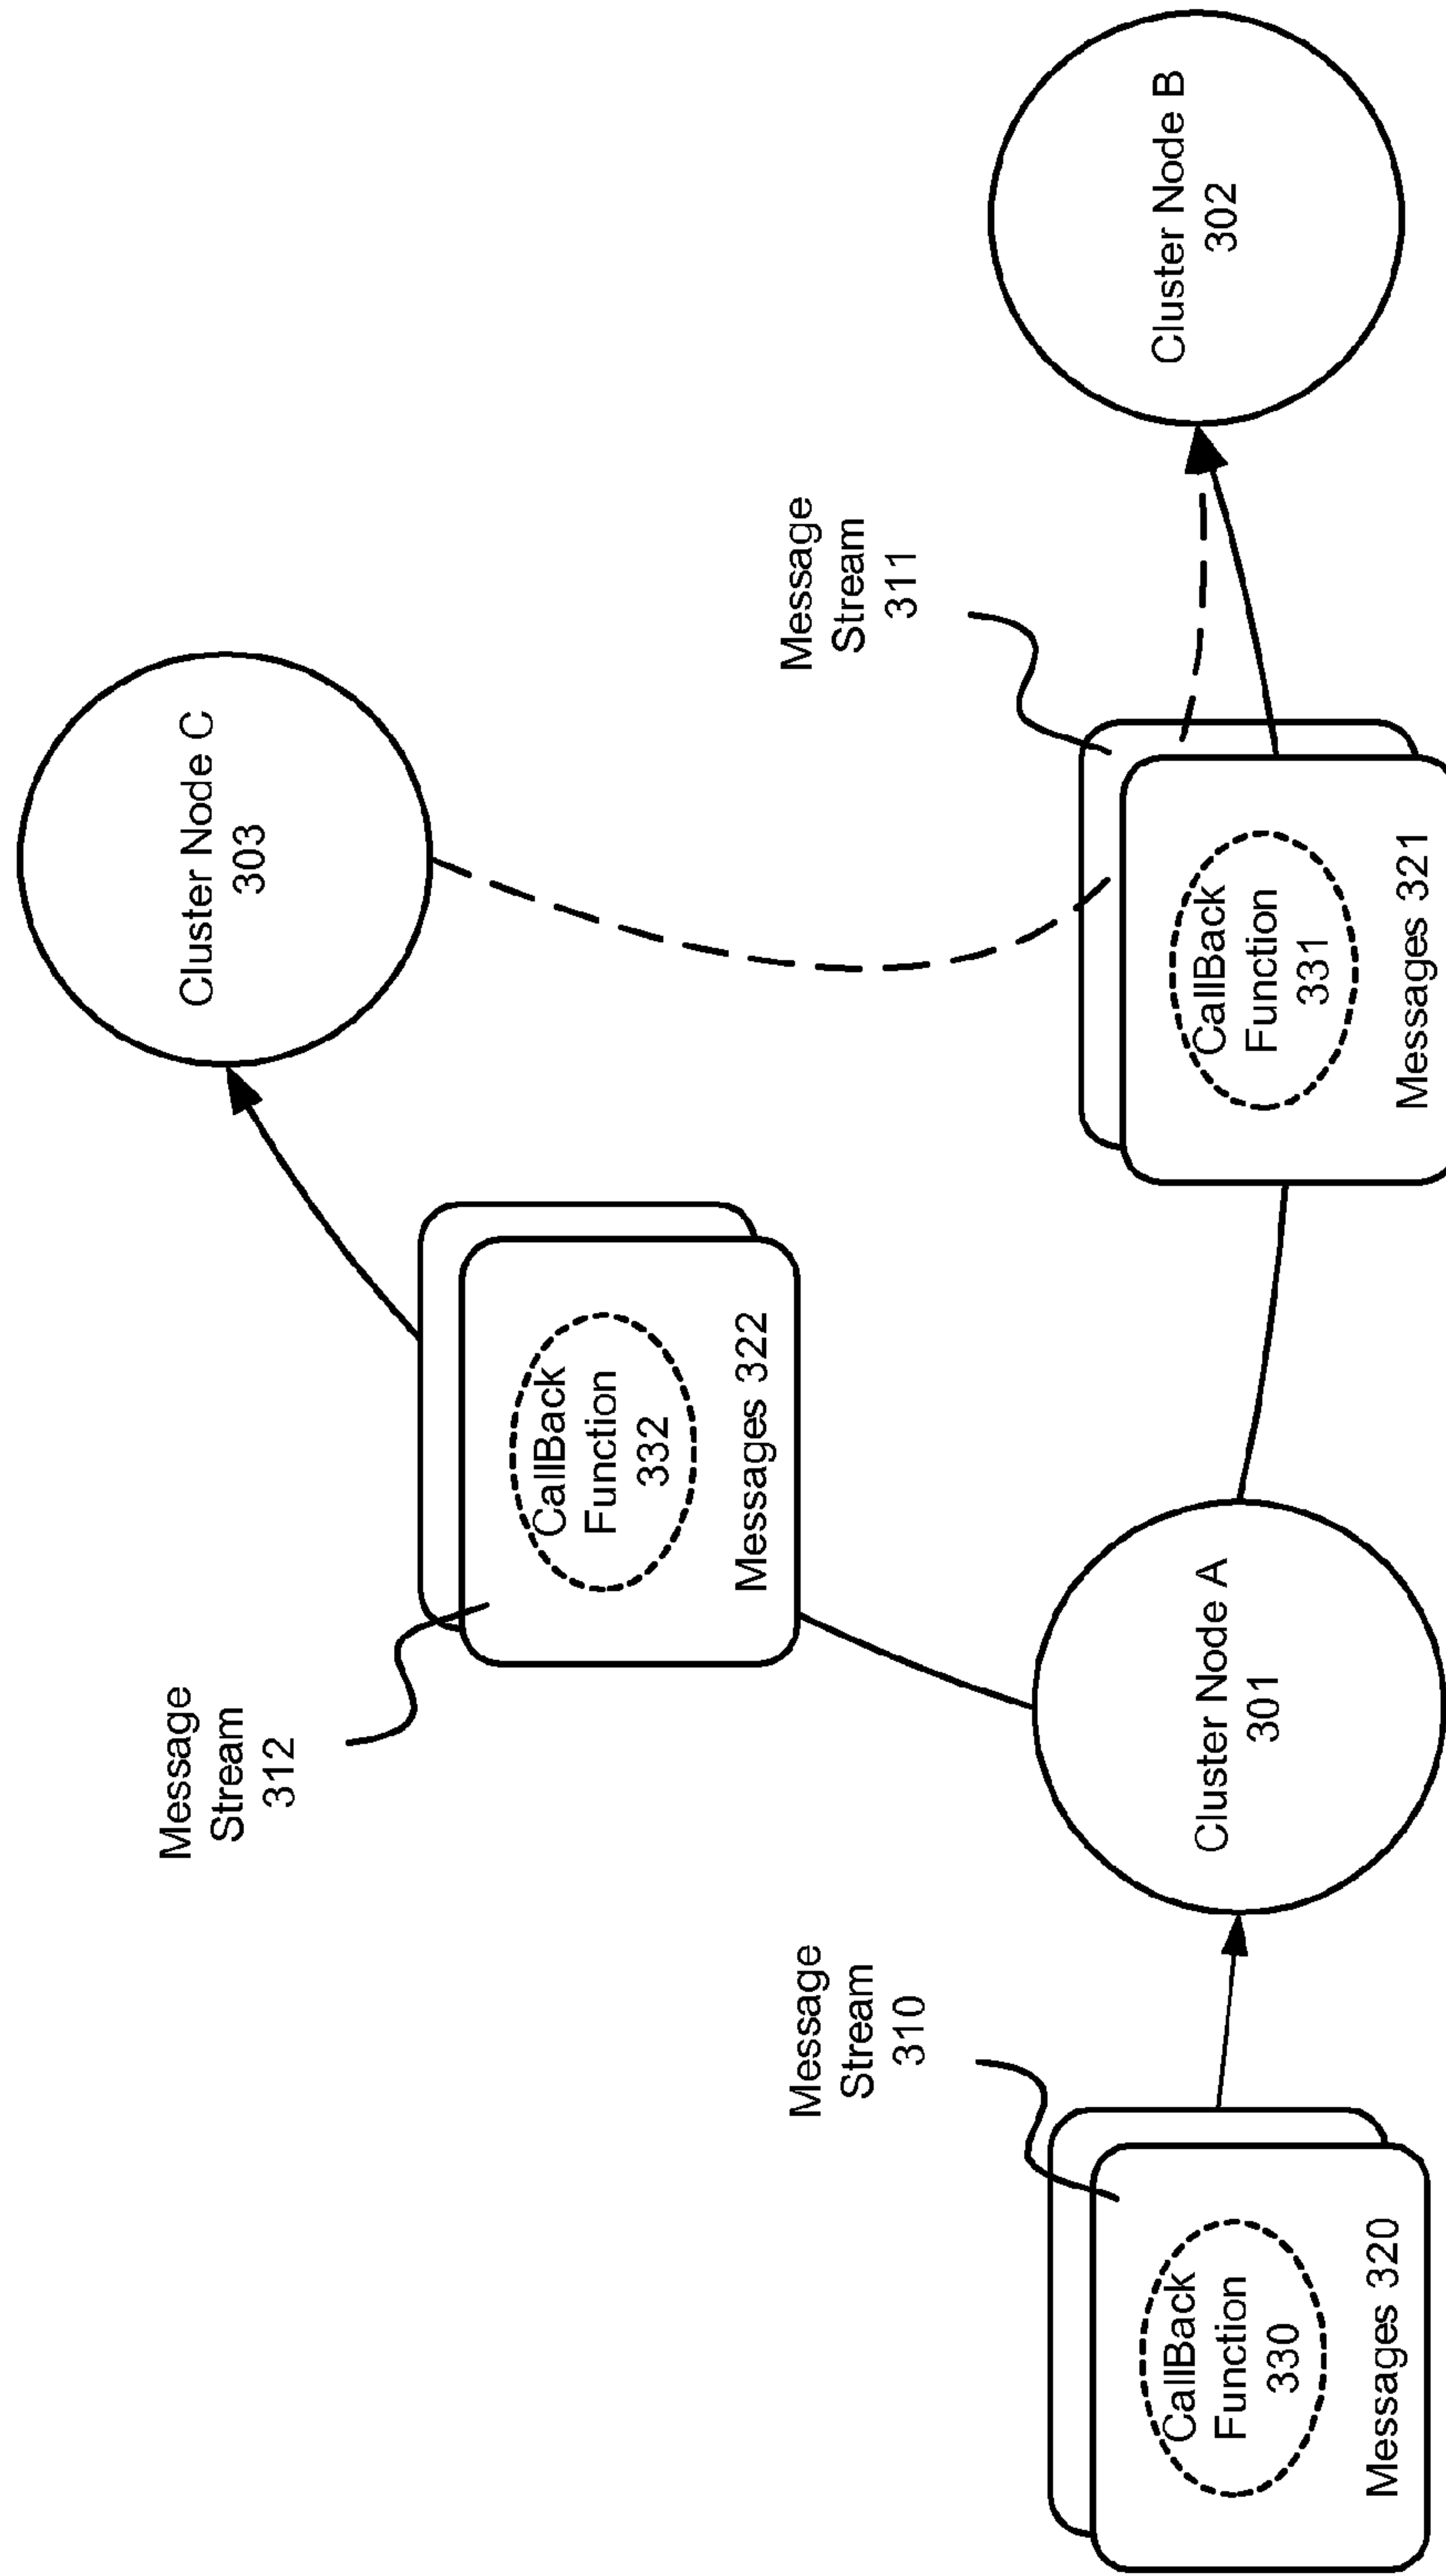 Cluster Node C
303
Message
Stream
312
CallBack
Function
332
Messages 322
Message
Stream
310
Message
Stream
311
CallBack
Function
330
Messages 320
Cluster Node A
301
CallBack
Function
331
Messages 321
Cluster Node B
302